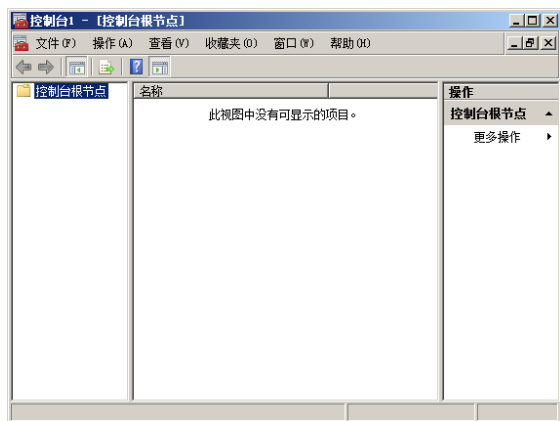 控制台1 - [控制台根节点]
文件(F) 操作(A) 查看(V) 收藏夹(O) 窗口(W) 帮助(H)
控制台根节点
名称
此视图中没有可显示的项目。
操作
控制台根节点
更多操作